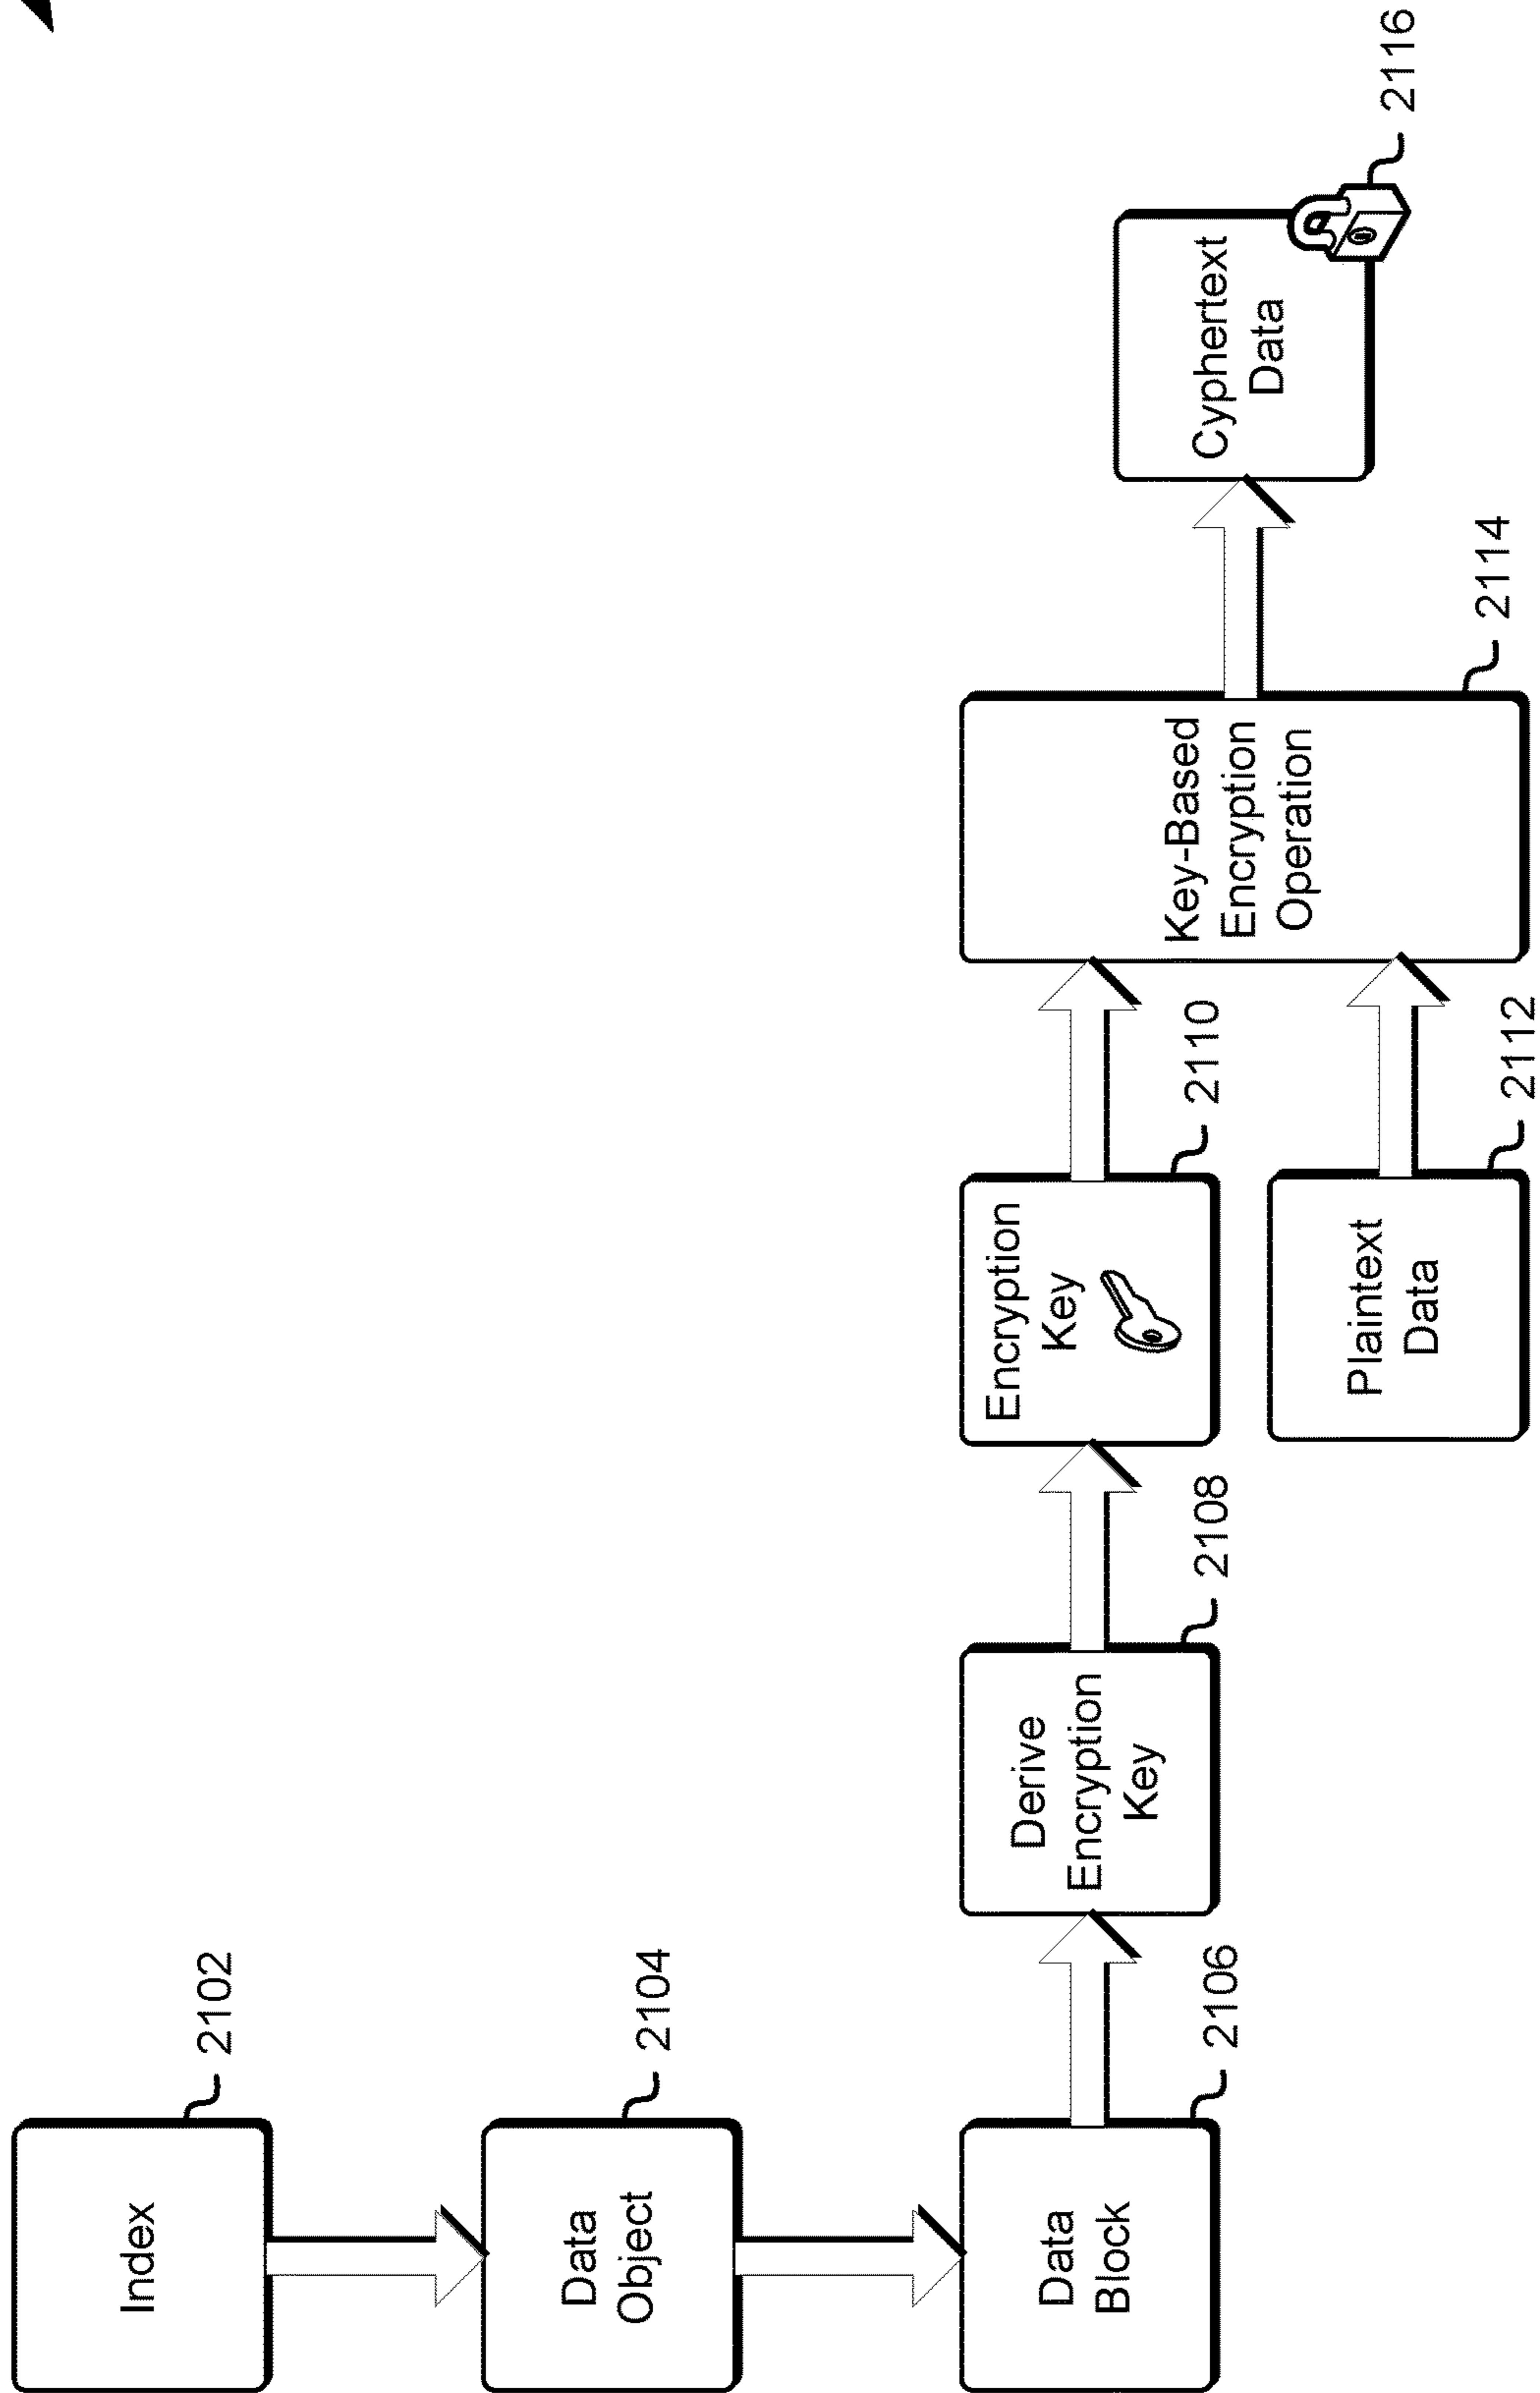 Index
2102
Data
Object
2104
Data
Block
2106
Derive
Encryption
Key
2108
Encryption
Key
2110
Plaintext
Data
2112
Key-Based
Encryption
Operation
2114
Cyphertext
Data
2116